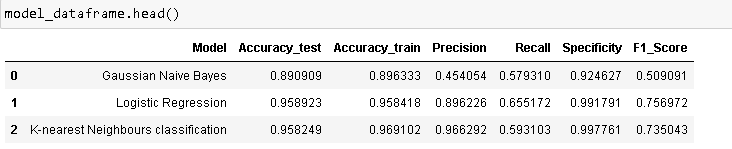 model_dataframe.head()
Model Accuracy_test Accuracy_train Precision Recall Specificity F1_Score
0 Gaussian Naive Bayes 0.890909 0.896333 0.454054 0.579310 0.924627 0.509091
1 Logistic Regression 0.958923 0.958418 0.896226 0.655172 0.991791 0.756972
2 K-nearest Neighbours classification 0.958249 0.969102 0.966292 0.593103 0.997761 0.735043